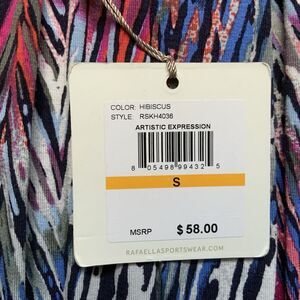 COLOR: HIBISCUS
STYLE: RSKH4036
ARTISTIC EXPRESSION
8 05498 99432 5
S
MSRP $58.00
RAFAELLASPORTSWEAR.COM